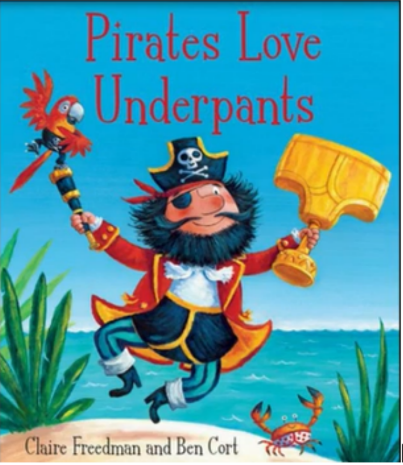 Pirates Love
Underpants
Claire Freedman and Ben Cort